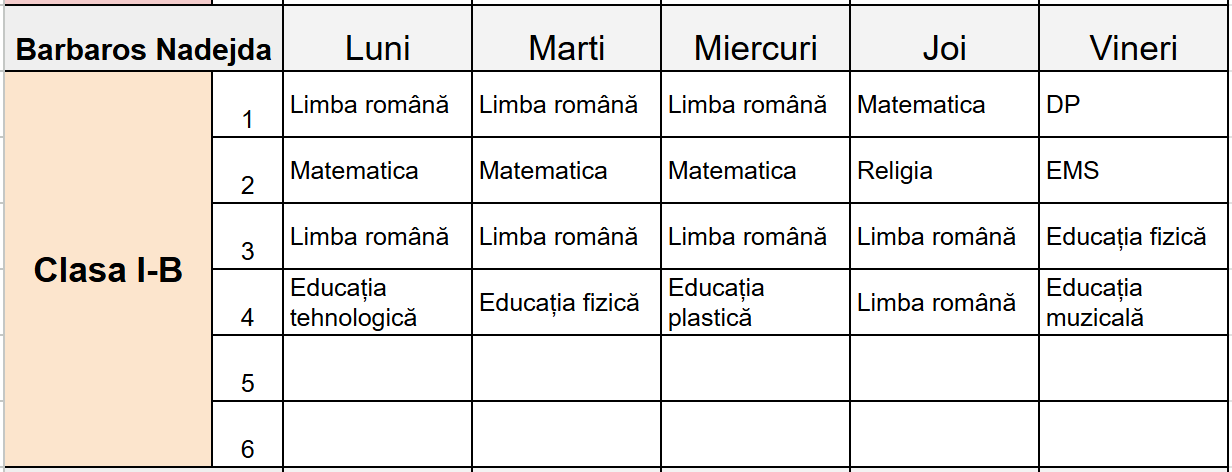 Barbaros Nadejda Luni Marti Miercuri Joi Vineri
Clasa I-B
1 Limba română Limba română Limba română Matematica DP
2 Matematica Matematica Matematica Religia EMS
3 Limba română Limba română Limba română Limba română Educația fizică
4 Educația tehnologică Educația fizică Educația plastică Limba română Educația muzicală
5
6